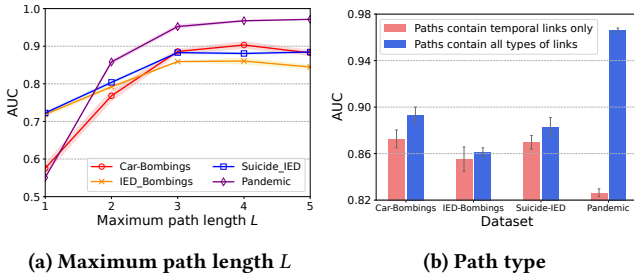 1.0
0.9
0.8
0.7
0.6
0.5
AUC
Car-Bombings
IED_Bombings
Suicide_IED
Pandemic
1 2 3 4 5
Maximum path length L
(a) Maximum path length L
Paths contain temporal links only
Paths contain all types of links
0.98
0.94
0.90
0.86
0.82
AUC
Car-Bombings IED-Bombings Suicide-IED Pandemic
Dataset
(b) Path type